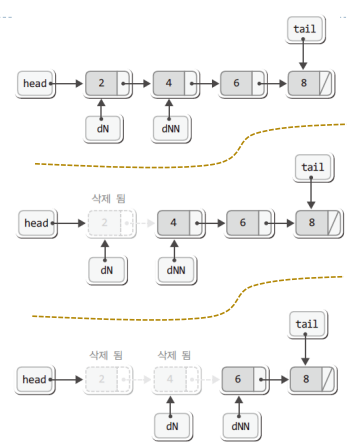 tail
head 2 4 6 8
dN dNN
tail
삭제 됨
head 2 4 6 8
dN dNN
tail
삭제 됨 삭제 됨
head 2 4 6 8
dN dNN